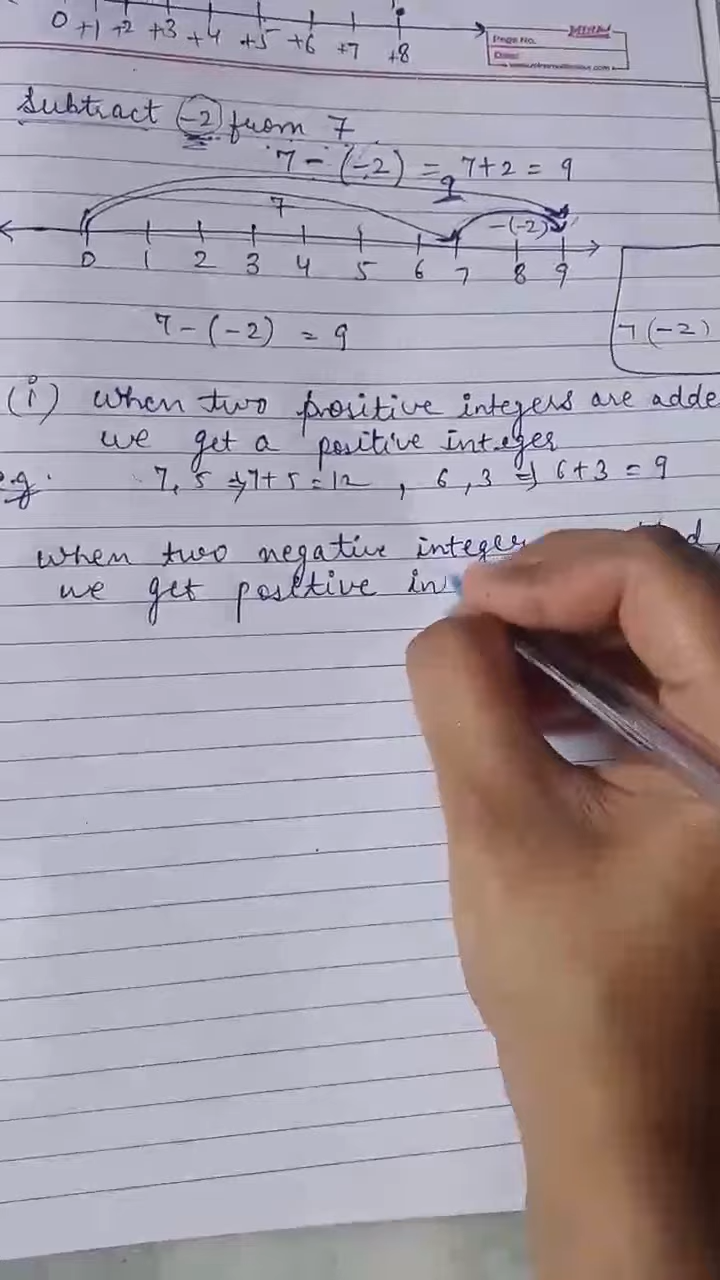 0 +1 +2 +3 +4 +5 +6 +7 +8
Page No.
Date:
Subtract (-2) from 7
7 - (-2) = 7+2 = 9
9
7
-(-2)
0 1 2 3 4 5 6 7 8 9
7 - (-2) = 9
7 (-2)
(i) When two positive integers are adde
we get a positive integer
e.g. 7, 5 ⇒ 7+5=12 , 6, 3 ⇒ 6+3 = 9
When two negative
we get positive in